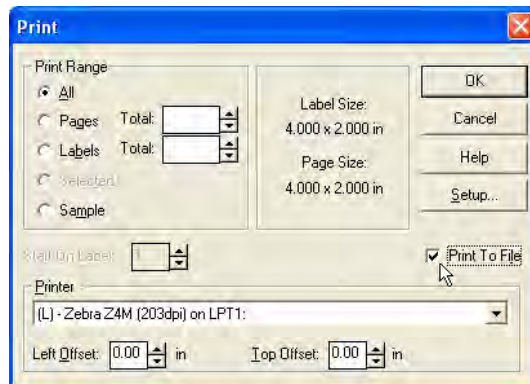 Print
Print Range
All
Pages Total:
Labels Total:
Selected
Sample
Label Size:
4.000 x 2.000 in
Page Size:
4.000 x 2.000 in
OK
Cancel
Help
Setup...
Start On Label: 1
Print To File
Printer
(L) - Zebra Z4M (203dpi) on LPT1:
Left Offset: 0.00 in Top Offset: 0.00 in